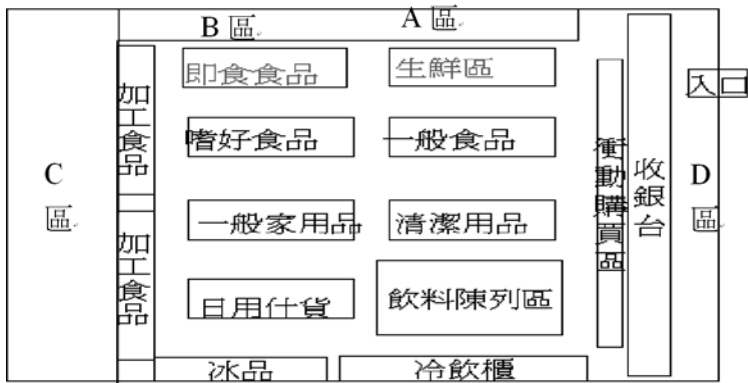 B 區
A 區
即食食品
生鮮區
入口
加工食品
嗜好食品
一般食品
衝動購買區
收銀台
C
區
D
區
一般家用品
清潔用品
加工食品
日用什貨
飲料陳列區
冰品
冷飲櫃